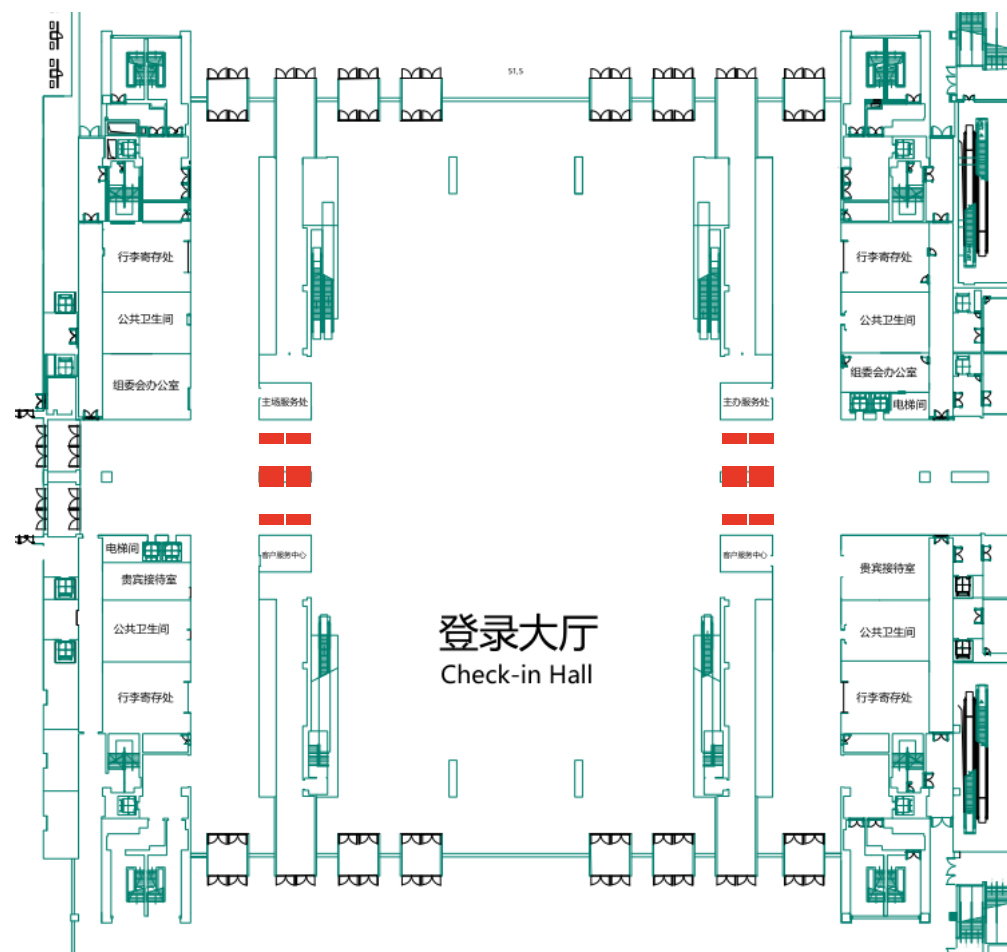 51.5
行李寄存处
行李寄存处
公共卫生间
公共卫生间
组委会办公室
组委会办公室
主场服务处
主办服务处
电梯间
电梯间
客户服务中心
客户服务中心
贵宾接待室
贵宾接待室
公共卫生间
公共卫生间
登录大厅
Check-in Hall
行李寄存处
行李寄存处